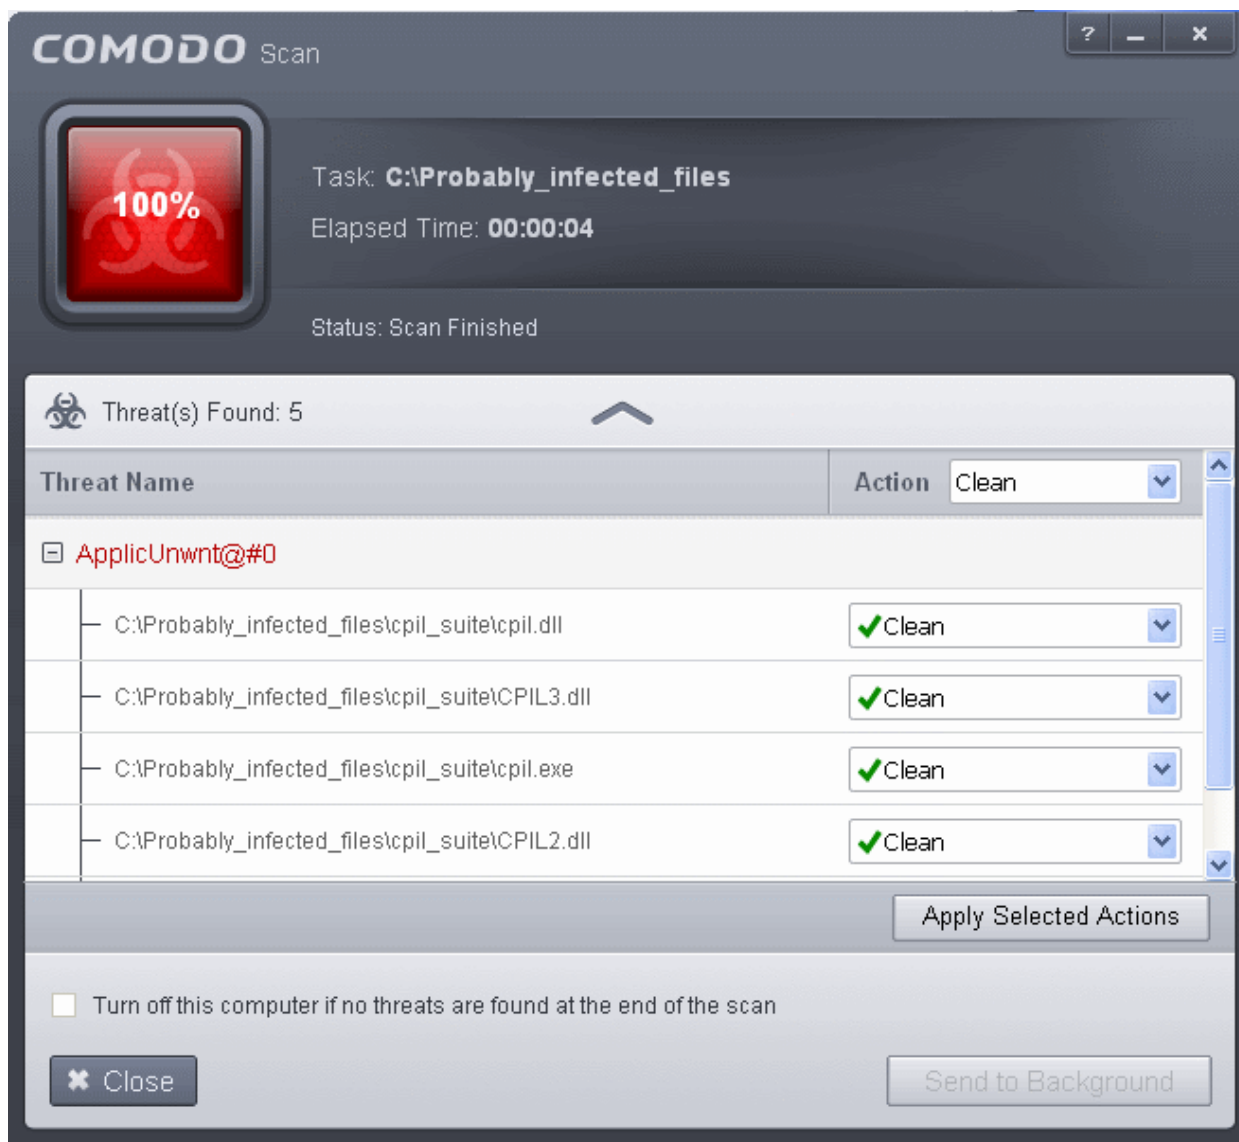 COMODO Scan
?
100%
Task: C:\Probably_infected_files
Elapsed Time: 00:00:04
Status: Scan Finished
Threat(s) Found: 5
Threat Name Action Clean
ApplicUnwnt@#0
C:\Probably_infected_files\cpil_suite\cpil.dll Clean
C:\Probably_infected_files\cpil_suite\CPIL3.dll Clean
C:\Probably_infected_files\cpil_suite\cpil.exe Clean
C:\Probably_infected_files\cpil_suite\CPIL2.dll Clean
Apply Selected Actions
Turn off this computer if no threats are found at the end of the scan
Close Send to Background